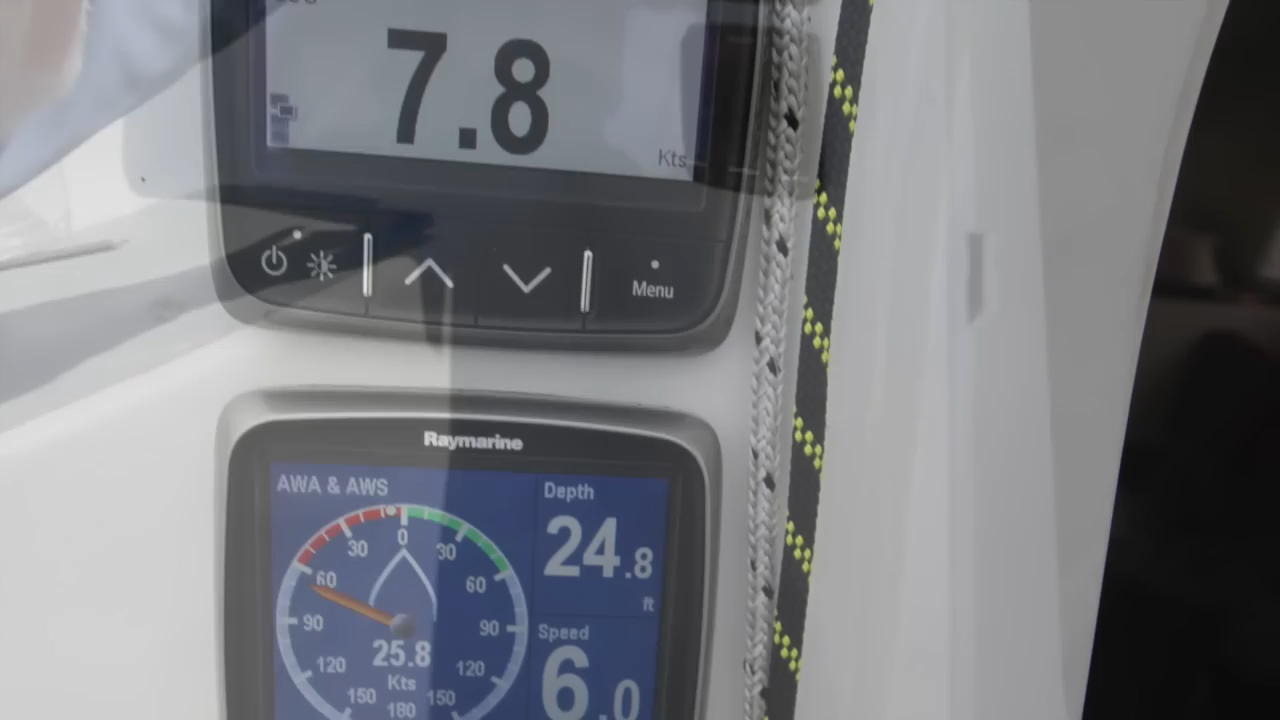 7.8
Kts
Menu
Raymarine
AWA & AWS
Depth
0
30
30
24.8
60
60
ft
90
90
Speed
25.8
6.0
120
120
Kts
150
150
180